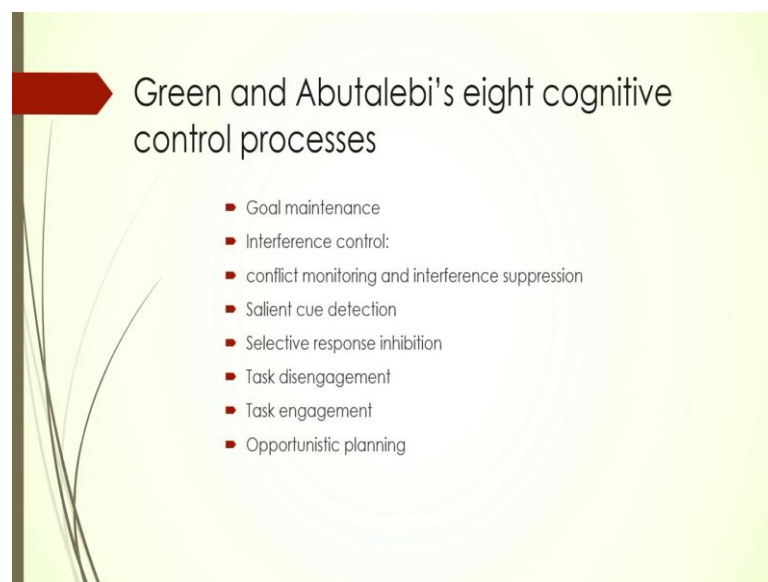 Green and Abutalebi’s eight cognitive
control processes
Goal maintenance
Interference control:
conflict monitoring and interference suppression
Salient cue detection
Selective response inhibition
Task disengagement
Task engagement
Opportunistic planning